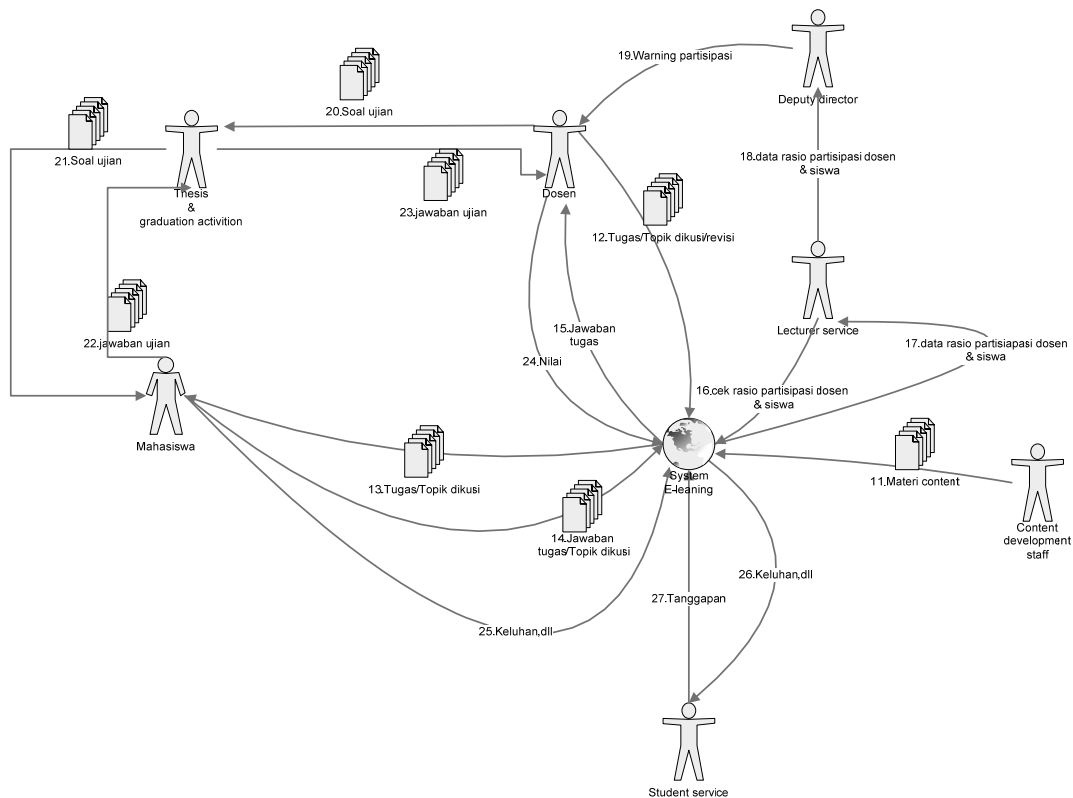 19.Warning partisipasi
Deputy director
20.Soal ujian
21.Soal ujian
18.data rasio partisipasi dosen
& siswa
Thesis
&
graduation activition
23.jawaban ujian
Dosen
12.Tugas/Topik dikusi/revisi
22.jawaban ujian
15.Jawaban
tugas
24.Nilai
Lecturer service
17.data rasio partisiapasi dosen
& siswa
16.cek rasio partisipasi dosen
& siswa
Mahasiswa
13.Tugas/Topik dikusi
System
E-leaning
11.Materi content
14.Jawaban
tugas/Topik dikusi
Content
development
staff
26.Keluhan,dll
27.Tanggapan
25.Keluhan,dll
Student service